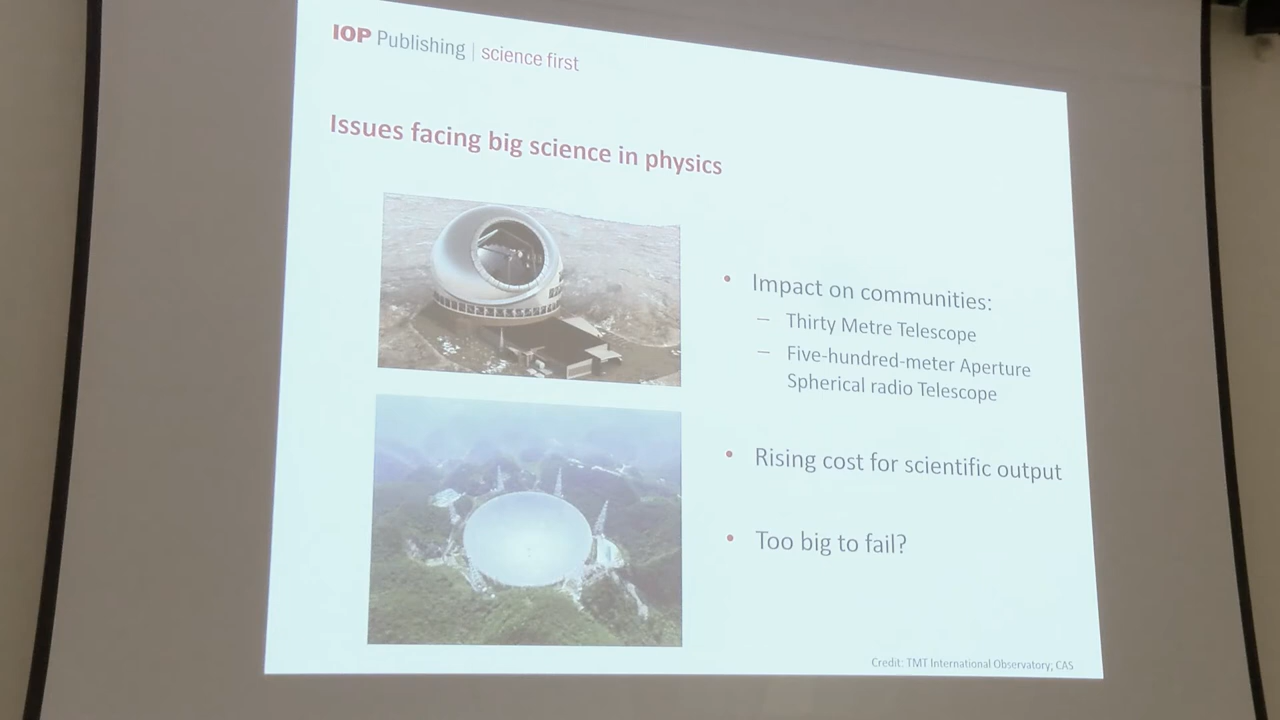 IOP Publishing | science first
Issues facing big science in physics
• Impact on communities:
– Thirty Metre Telescope
– Five-hundred-meter Aperture
Spherical radio Telescope
• Rising cost for scientific output
• Too big to fail?
Credit: TMT International Observatory; CAS